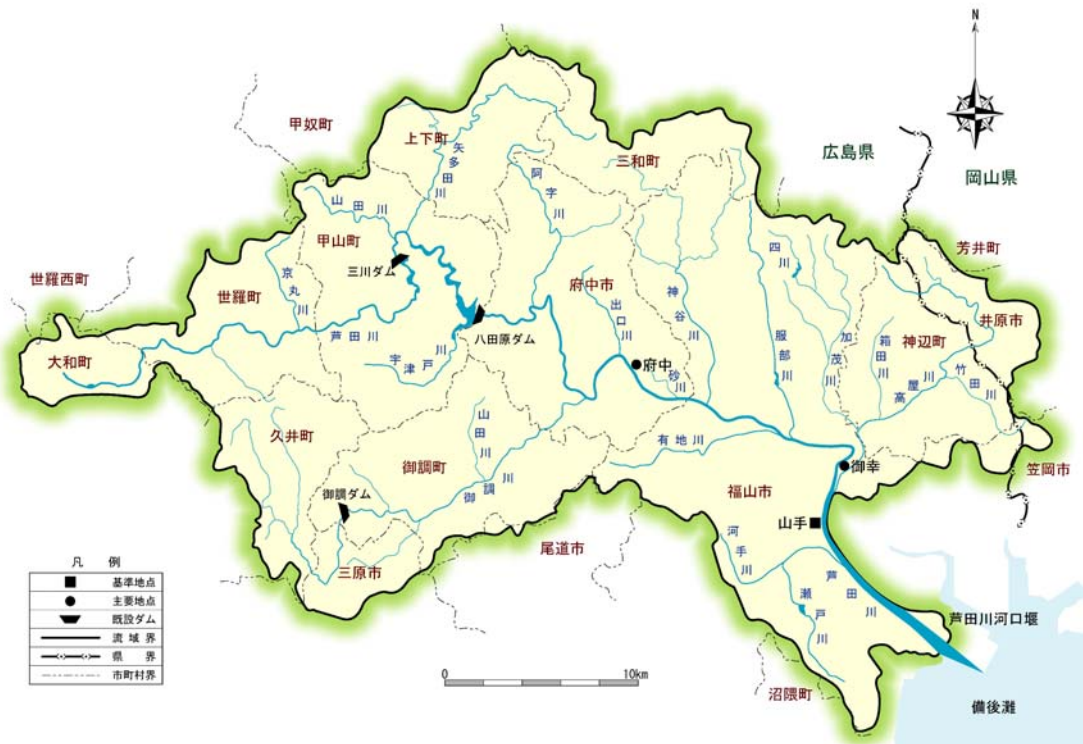 N
甲奴町
上下町
矢多田川
三和町
広島県
岡山県
阿字川
山田川
甲山町
三川ダム
世羅西町
世羅町
京丸川
芦田川
宇津戸川
八田原ダム
府中市
出口川
神谷川
四川
服部川
加茂川
箱田川
神辺町
芳井町
井原市
高屋川
竹田川
大和町
府中
砂川
久井町
御調町
山田川
御調川
有地川
御調ダム
御幸
笠岡市
福山市
山手
三原市
尾道市
河手川
瀬戸川
芦田川
芦田川河口堰
沼隈町
備後灘
0 10km
凡例
基準地点
主要地点
既設ダム
流域界
県界
市町村界